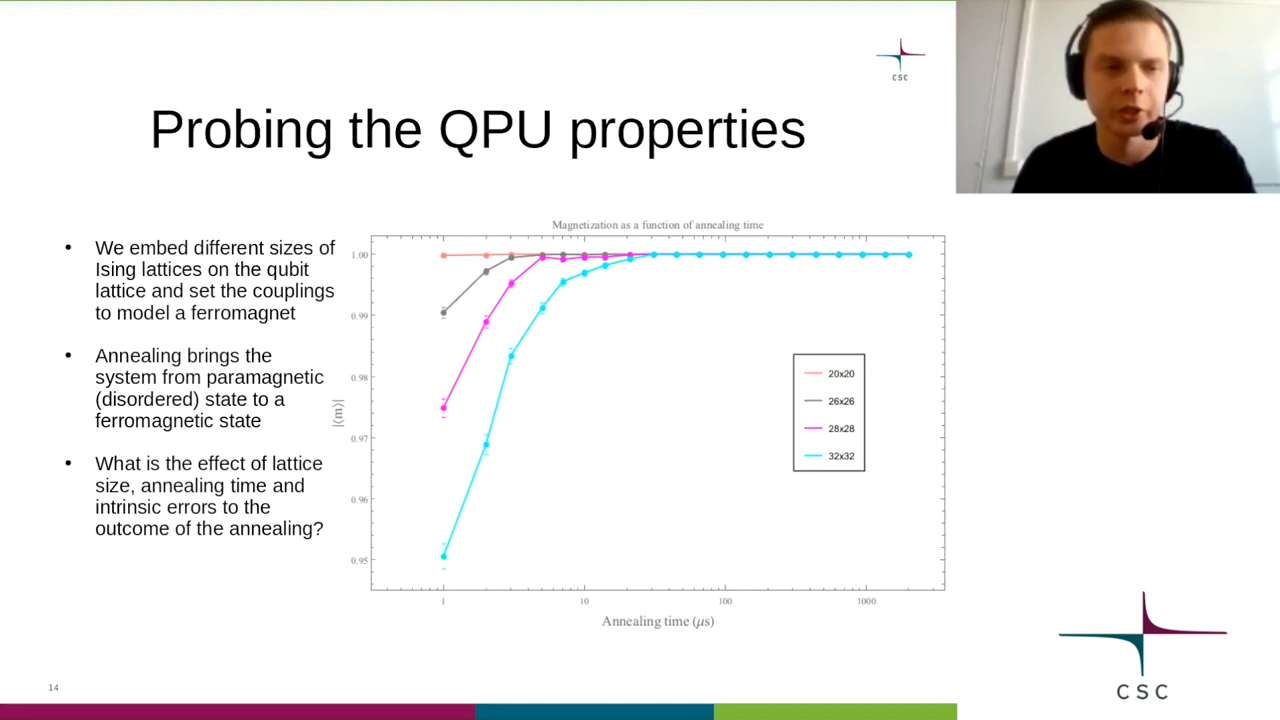 CSC
Probing the QPU properties
• We embed different sizes of
Ising lattices on the qubit
lattice and set the couplings
to model a ferromagnet
• Annealing brings the
system from paramagnetic
(disordered) state to a
ferromagnetic state
• What is the effect of lattice
size, annealing time and
intrinsic errors to the
outcome of the annealing?
Magnetization as a function of annealing time
1.00
0.99
0.98
0.97
0.96
0.95
|⟨m⟩|
1
10
100
1000
Annealing time (μs)
20x20
26x26
28x28
32x32
14
CSC